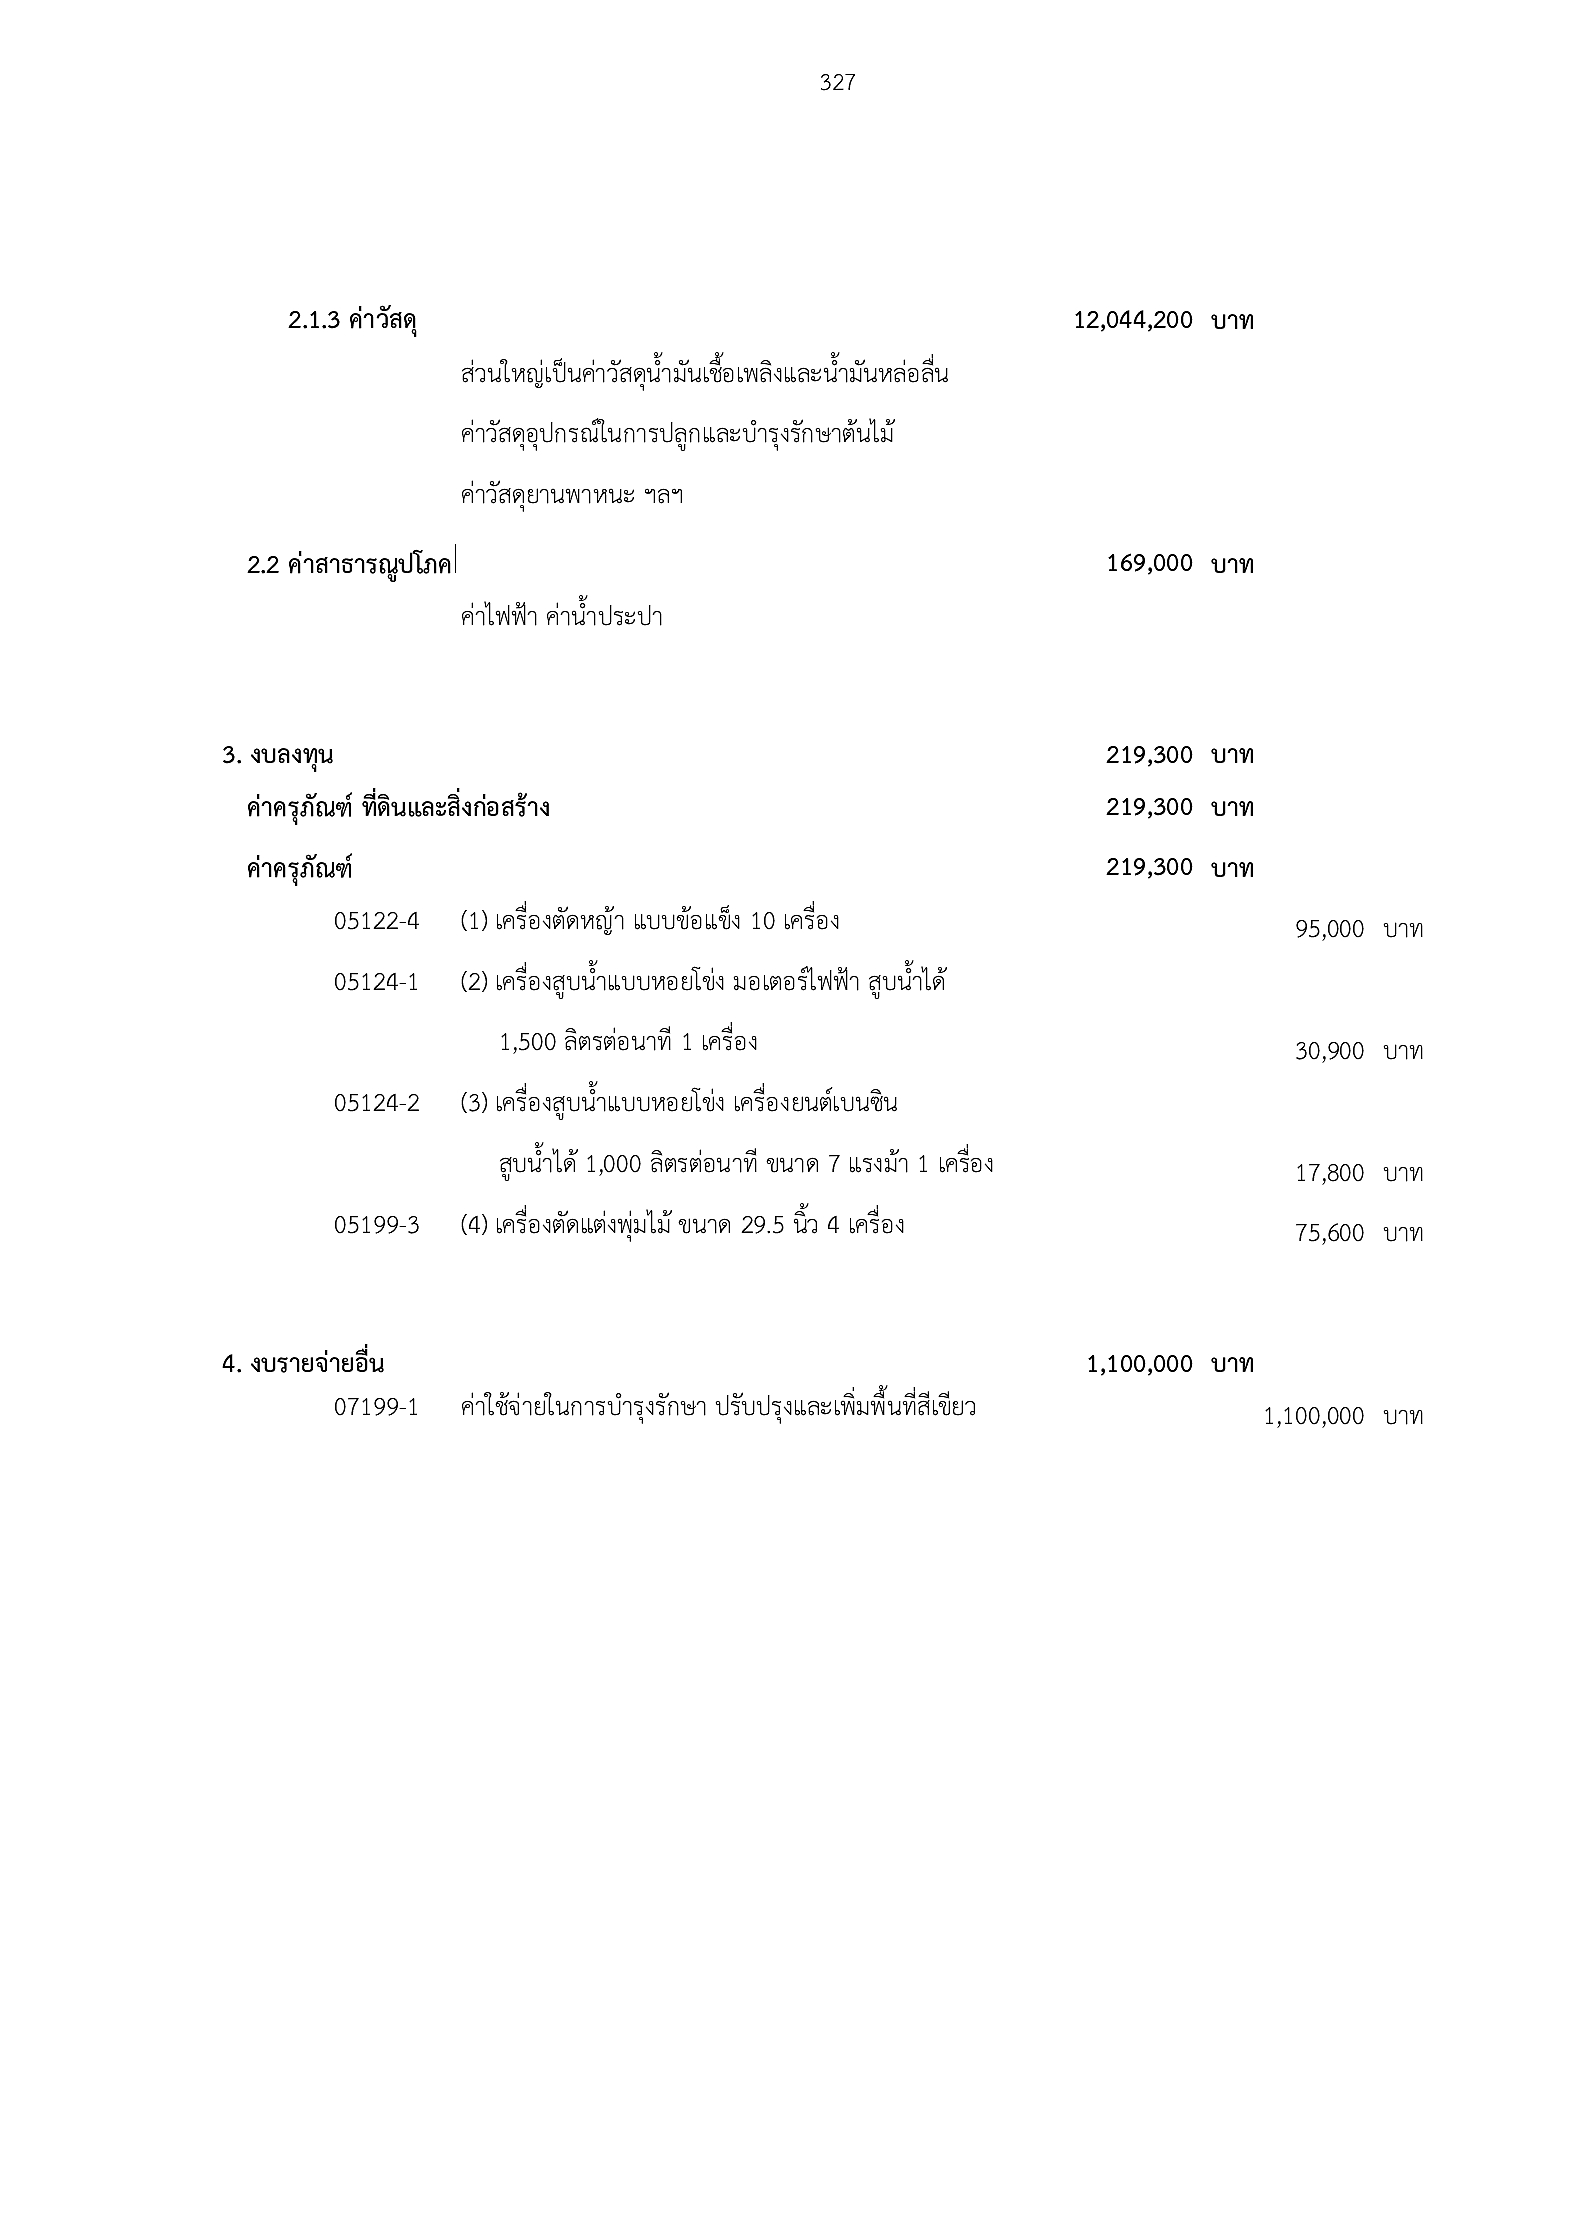 327
2.1.3 ค่าวัสดุ 12,044,200 บาท
ส่วนใหญ่เป็นค่าวัสดุน้ำมันเชื้อเพลิงและน้ำมันหล่อลื่น
ค่าวัสดุอุปกรณ์ในการปลูกและบำรุงรักษาต้นไม้
ค่าวัสดุยานพาหนะ ฯลฯ
2.2 ค่าสาธารณูปโภค 169,000 บาท
ค่าไฟฟ้า ค่าน้ำประปา
3. งบลงทุน 219,300 บาท
ค่าครุภัณฑ์ ที่ดินและสิ่งก่อสร้าง 219,300 บาท
ค่าครุภัณฑ์ 219,300 บาท
05122-4 (1) เครื่องตัดหญ้า แบบข้อแข็ง 10 เครื่อง 95,000 บาท
05124-1 (2) เครื่องสูบน้ำแบบหอยโข่ง มอเตอร์ไฟฟ้า สูบน้ำได้
1,500 ลิตรต่อนาที 1 เครื่อง 30,900 บาท
05124-2 (3) เครื่องสูบน้ำแบบหอยโข่ง เครื่องยนต์เบนซิน
สูบน้ำได้ 1,000 ลิตรต่อนาที ขนาด 7 แรงม้า 1 เครื่อง 17,800 บาท
05199-3 (4) เครื่องตัดแต่งพุ่มไม้ ขนาด 29.5 นิ้ว 4 เครื่อง 75,600 บาท
4. งบรายจ่ายอื่น 1,100,000 บาท
07199-1 ค่าใช้จ่ายในการบำรุงรักษา ปรับปรุงและเพิ่มพื้นที่สีเขียว 1,100,000 บาท